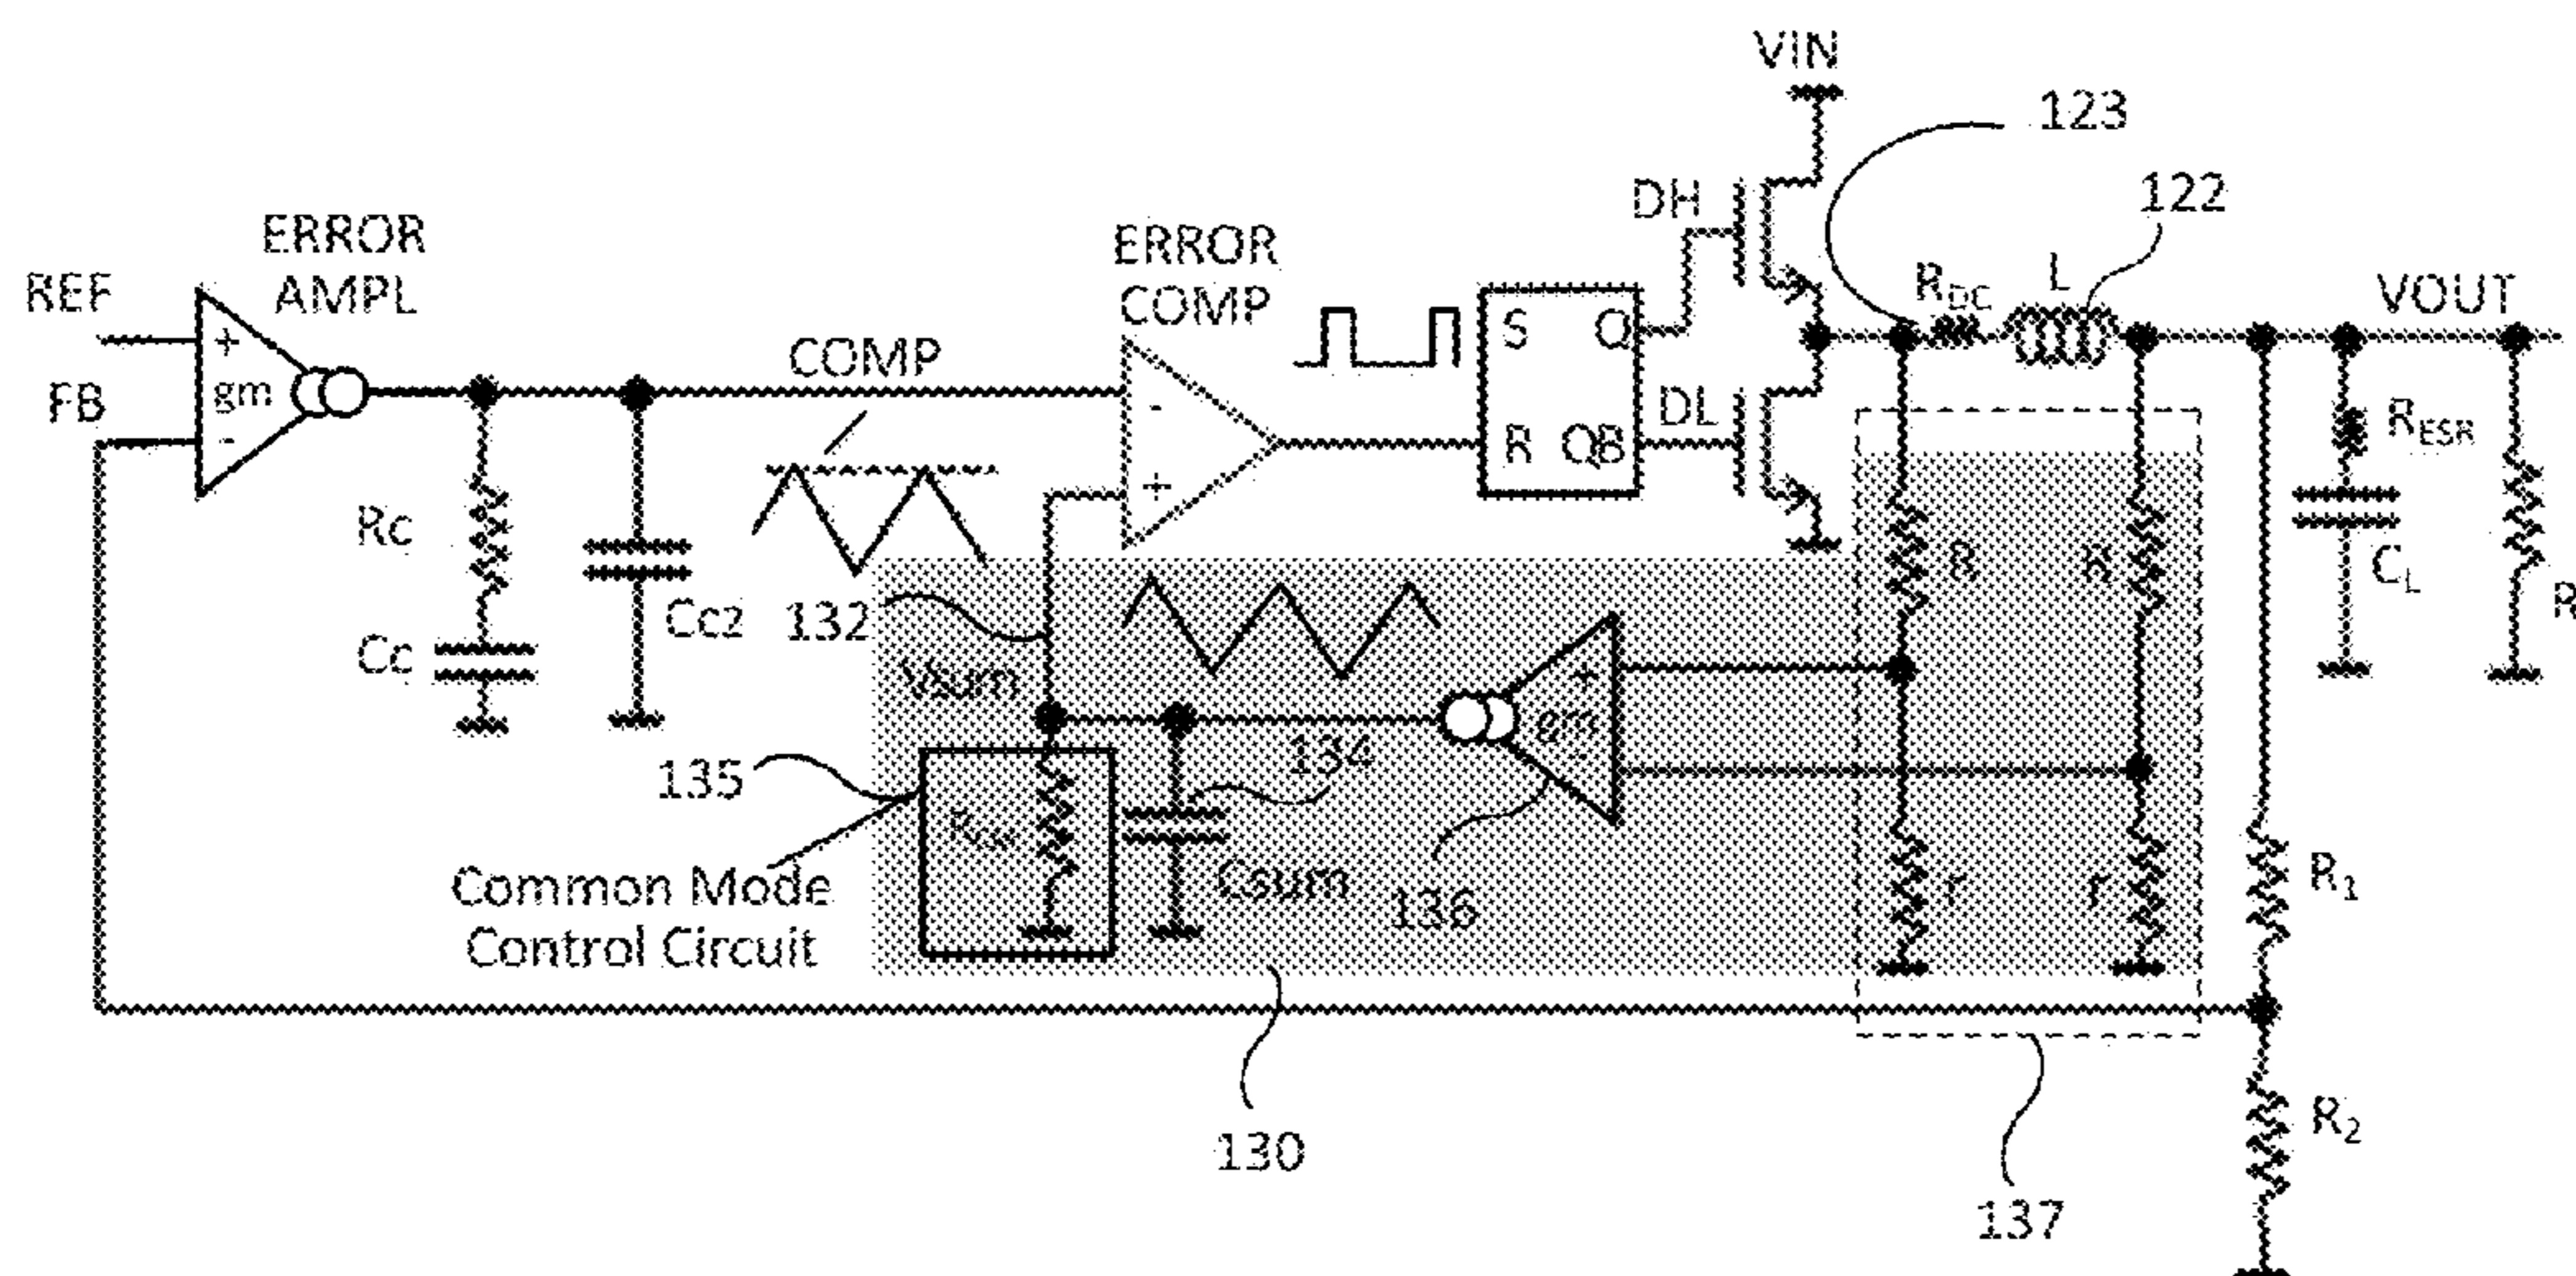 VIN
123
DH
122
ERROR
AMPL
ERROR
COMP
REF
+
gm
-
FB
COMP
-
+
S
Q
R
QB
DL
RDC
L
VOUT
RESR
CL
R
R
R
Rc
Cc
Cc2
132
Vsum
+
gm
-
134
135
Csum
136
r
r
R1
Common Mode
Control Circuit
130
137
R2